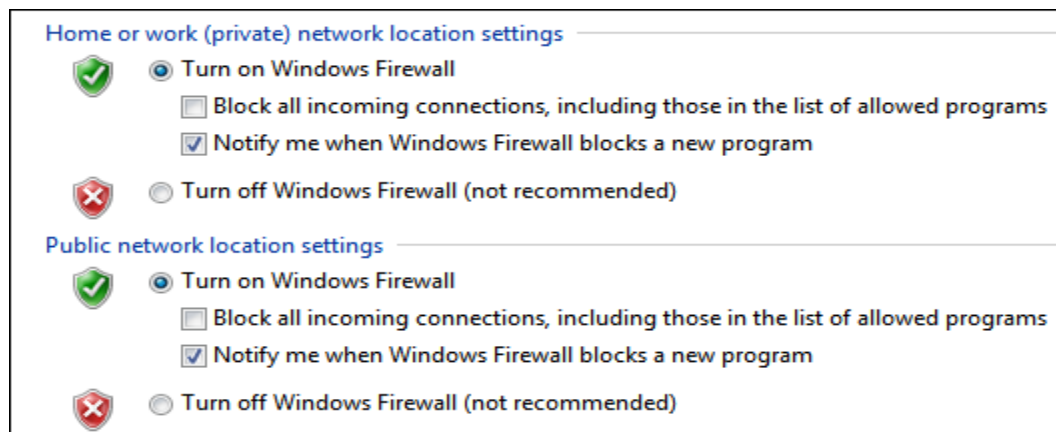 Home or work (private) network location settings
Turn on Windows Firewall
Block all incoming connections, including those in the list of allowed programs
Notify me when Windows Firewall blocks a new program
Turn off Windows Firewall (not recommended)
Public network location settings
Turn on Windows Firewall
Block all incoming connections, including those in the list of allowed programs
Notify me when Windows Firewall blocks a new program
Turn off Windows Firewall (not recommended)